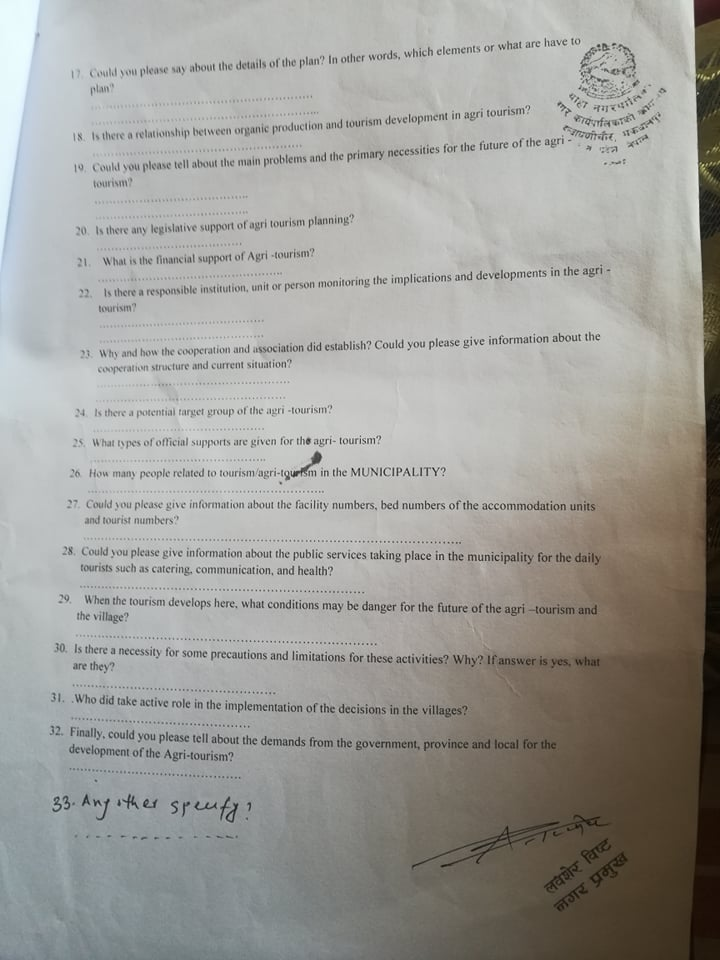 17. Could you please say about the details of the plan? In other words, which elements or what are have to
plan?
18. Is there a relationship between organic production and tourism development in agri tourism?
19. Could you please tell about the main problems and the primary necessities for the future of the agri -
tourism?
20. Is there any legislative support of agri tourism planning?
21. What is the financial support of Agri -tourism?
22. Is there a responsible institution, unit or person monitoring the implications and developments in the agri -
tourism?
23. Why and how the cooperation and association did establish? Could you please give information about the
cooperation structure and current situation?
24. Is there a potential target group of the agri -tourism?
25. What types of official supports are given for the agri- tourism?
26. How many people related to tourism/agri-tourism in the MUNICIPALITY?
27. Could you please give information about the facility numbers, bed numbers of the accommodation units
and tourist numbers?
28. Could you please give information about the public services taking place in the municipality for the daily
tourists such as catering, communication, and health?
29. When the tourism develops here, what conditions may be danger for the future of the agri –tourism and
the village?
30. Is there a necessity for some precautions and limitations for these activities? Why? If answer is yes, what
are they?
31. .Who did take active role in the implementation of the decisions in the villages?
32. Finally, could you please tell about the demands from the government, province and local for the
development of the Agri-tourism?
33. Any other specify?
लवशेर विष्ट
नगर प्रमुख